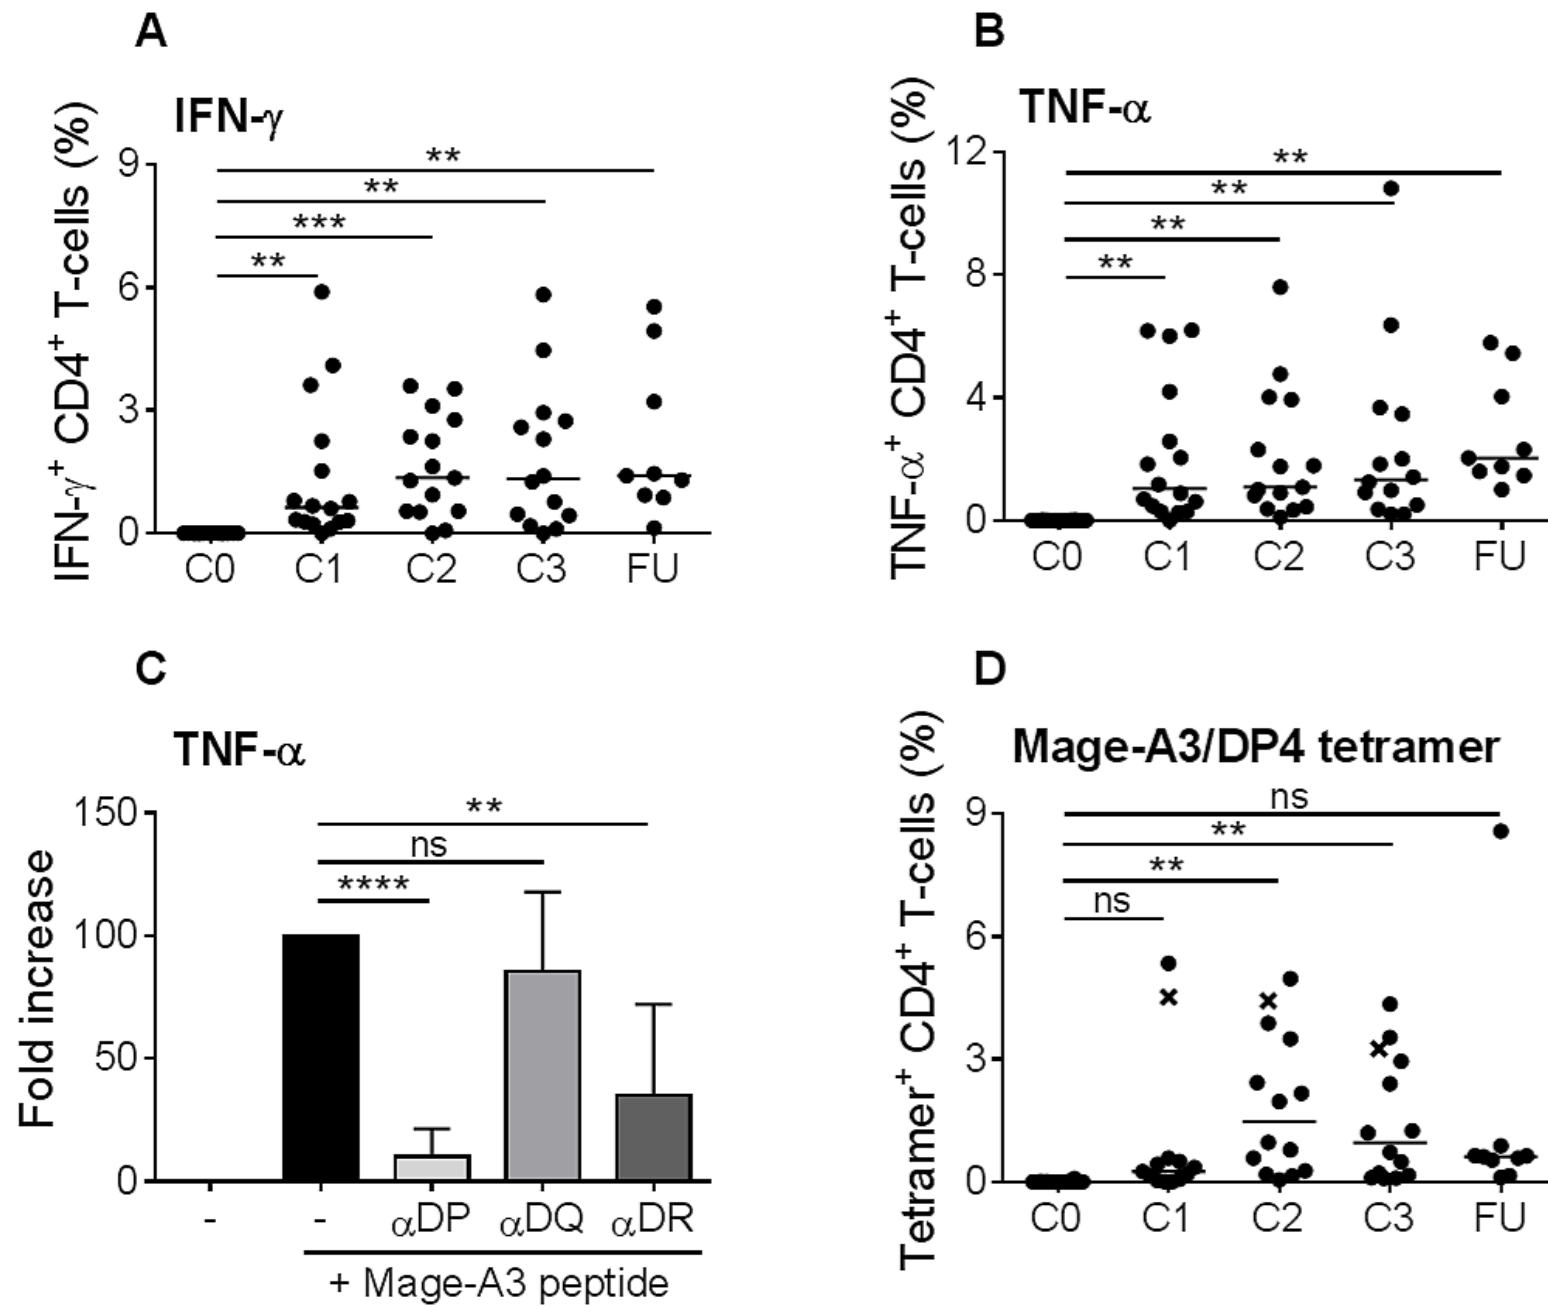 A
IFN-γ
IFN-γ+ CD4+ T-cells (%)
9
6
3
0
**
**
***
**
C0 C1 C2 C3 FU
B
TNF-α
TNF-α+ CD4+ T-cells (%)
12
8
4
0
**
**
**
**
C0 C1 C2 C3 FU
C
TNF-α
Fold increase
150
100
50
0
**
ns
****
- - αDP αDQ αDR
+ Mage-A3 peptide
D
Mage-A3/DP4 tetramer
Tetramer+ CD4+ T-cells (%)
9
6
3
0
ns
**
**
ns
C0 C1 C2 C3 FU